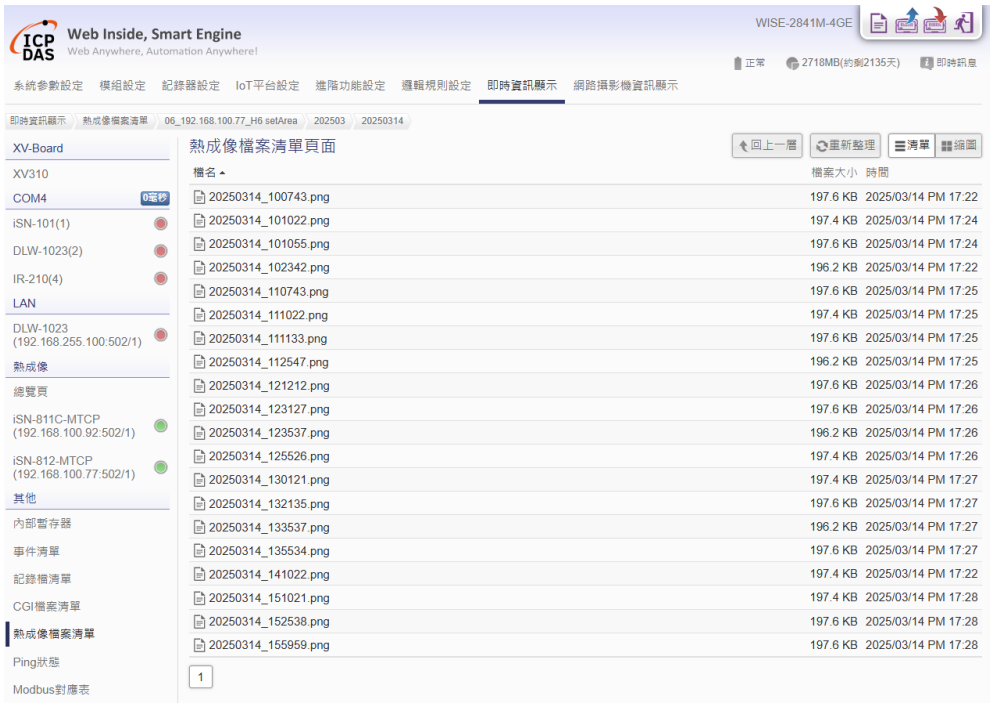 ICP DAS
Web Inside, Smart Engine
Web Anywhere, Automation Anywhere!
WISE-2841M-4GE
正常 2718MB(約剩2135天) 即時訊息
系統參數設定 模組設定 記錄器設定 IoT平台設定 進階功能設定 邏輯規則設定 即時資訊顯示 網路攝影機資訊顯示
即時資訊顯示 熱成像檔案清單 06_192.168.100.77_H6 setArea 202503 20250314
XV-Board
XV310
COM4 0毫秒
iSN-101(1)
DLW-1023(2)
IR-210(4)
LAN
DLW-1023
(192.168.255.100:502/1)
熱成像
總覽頁
iSN-811C-MTCP
(192.168.100.92:502/1)
iSN-812-MTCP
(192.168.100.77:502/1)
其他
內部暫存器
事件清單
記錄檔清單
CGI檔案清單
熱成像檔案清單
Ping狀態
Modbus對應表
熱成像檔案清單頁面
回上一層 重新整理 清單 縮圖
檔名 檔案大小 時間
20250314_100743.png 197.6 KB 2025/03/14 PM 17:22
20250314_101022.png 197.4 KB 2025/03/14 PM 17:24
20250314_101055.png 197.6 KB 2025/03/14 PM 17:24
20250314_102342.png 196.2 KB 2025/03/14 PM 17:22
20250314_110743.png 197.6 KB 2025/03/14 PM 17:25
20250314_111022.png 197.4 KB 2025/03/14 PM 17:25
20250314_111133.png 197.6 KB 2025/03/14 PM 17:25
20250314_112547.png 196.2 KB 2025/03/14 PM 17:25
20250314_121212.png 197.6 KB 2025/03/14 PM 17:26
20250314_123127.png 197.6 KB 2025/03/14 PM 17:26
20250314_123537.png 196.2 KB 2025/03/14 PM 17:26
20250314_125526.png 197.4 KB 2025/03/14 PM 17:26
20250314_130121.png 197.4 KB 2025/03/14 PM 17:27
20250314_132135.png 197.6 KB 2025/03/14 PM 17:27
20250314_133537.png 196.2 KB 2025/03/14 PM 17:27
20250314_135534.png 197.6 KB 2025/03/14 PM 17:27
20250314_141022.png 197.4 KB 2025/03/14 PM 17:22
20250314_151021.png 197.4 KB 2025/03/14 PM 17:28
20250314_152538.png 197.6 KB 2025/03/14 PM 17:28
20250314_155959.png 197.6 KB 2025/03/14 PM 17:28
1